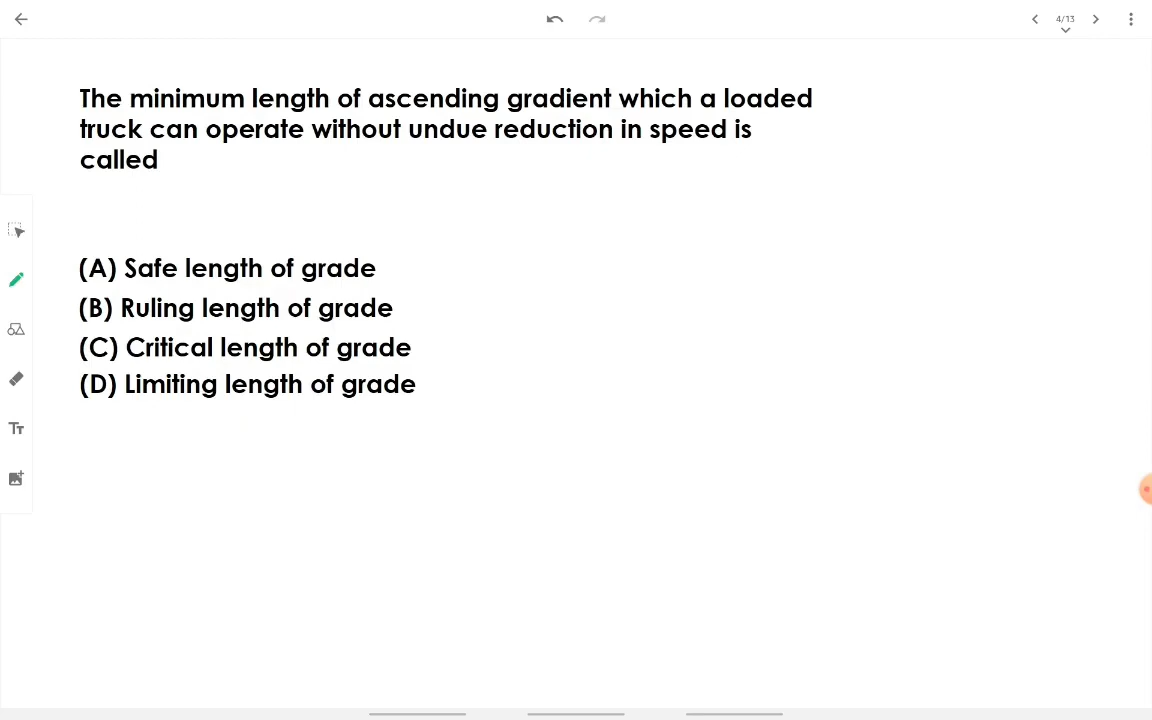 4/13
The minimum length of ascending gradient which a loaded
truck can operate without undue reduction in speed is
called
(A) Safe length of grade
(B) Ruling length of grade
(C) Critical length of grade
(D) Limiting length of grade
Tт